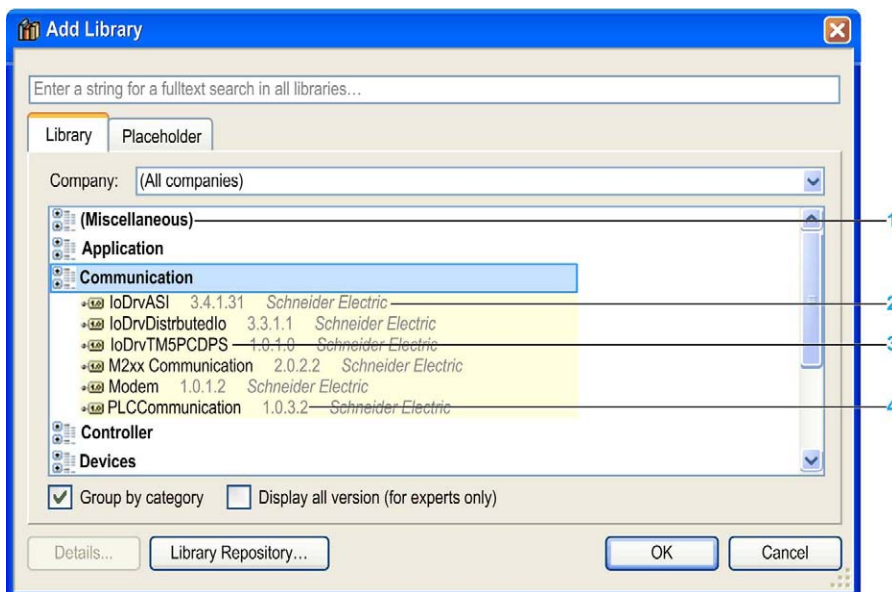 Add Library
Enter a string for a fulltext search in all libraries...
Library Placeholder
Company: (All companies)
(Miscellaneous) 1
Application
Communication
IoDrvASI 3.4.1.31 Schneider Electric 2
IoDrvDistrbutedIo 3.3.1.1 Schneider Electric
IoDrvTM5PCDPS 1.0.1.0 Schneider Electric 3
M2xx Communication 2.0.2.2 Schneider Electric
Modem 1.0.1.2 Schneider Electric
PLCCommunication 1.0.3.2 Schneider Electric 4
Controller
Devices
Group by category Display all version (for experts only)
Details... Library Repository... OK Cancel